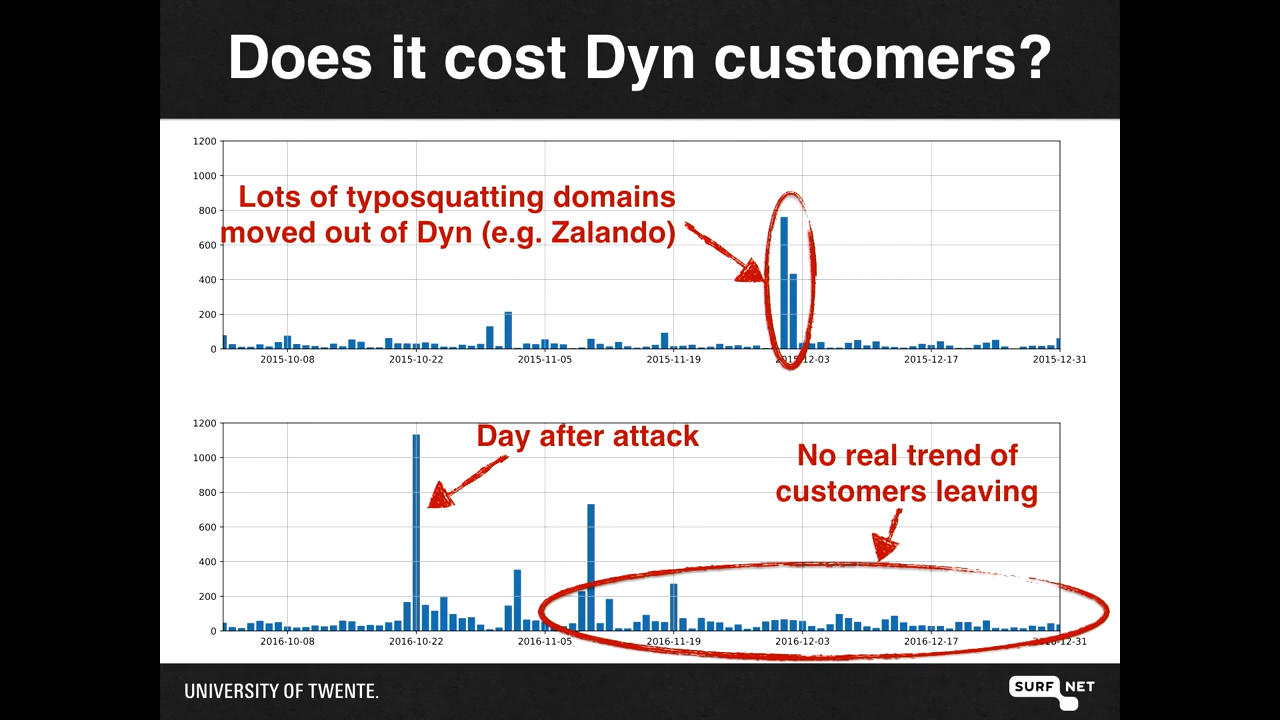 Does it cost Dyn customers?
1200
1000
800
600
400
200
0
Lots of typosquatting domains
moved out of Dyn (e.g. Zalando)
2015-10-08 2015-10-22 2015-11-05 2015-11-19 2015-12-03 2015-12-17 2015-12-31
1200
1000
800
600
400
200
0
Day after attack
No real trend of
customers leaving
2016-10-08 2016-10-22 2016-11-05 2016-11-19 2016-12-03 2016-12-17 2016-12-31
UNIVERSITY OF TWENTE.
SURF NET